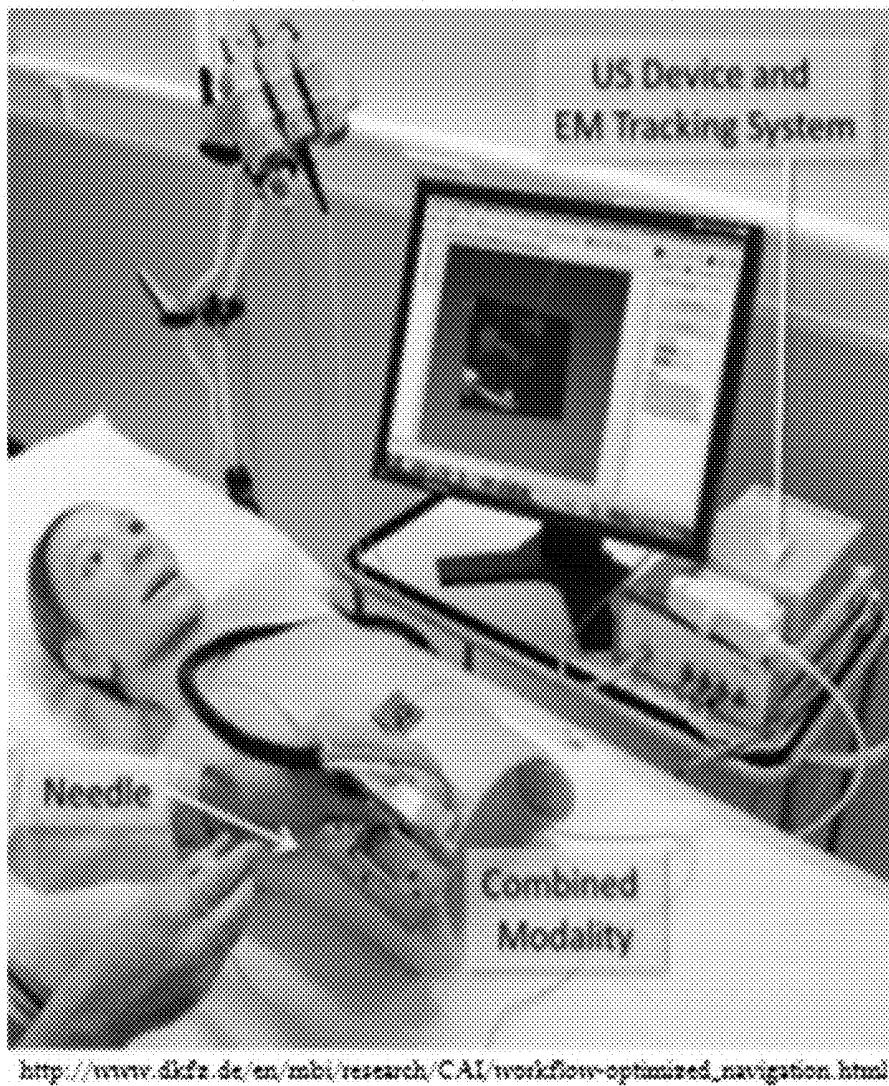 US Device and
EM Tracking System
Needle
Combined
Modality
http://www.dkfz.de/en/mbi/research/CAI/workflow-optimized_navigation.html